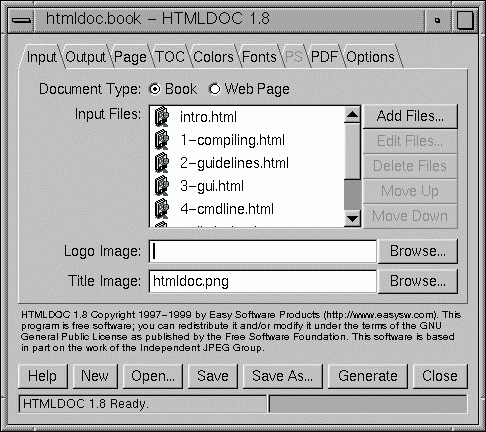 htmldoc.book – HTMLDOC 1.8
Input Output Page TOC Colors Fonts PS PDF Options
Document Type: Book Web Page
Input Files:
intro.html
1-compiling.html
2-guidelines.html
3-gui.html
4-cmdline.html
Add Files...
Edit Files...
Delete Files
Move Up
Move Down
Logo Image: Browse...
Title Image: htmldoc.png Browse...
HTMLDOC 1.8 Copyright 1997-1999 by Easy Software Products (http://www.easysw.com). This
program is free software; you can redistribute it and/or modify it under the terms of the GNU
General Public License as published by the Free Software Foundation. This software is based
in part on the work of the Independent JPEG Group.
Help New Open... Save Save As... Generate Close
HTMLDOC 1.8 Ready.